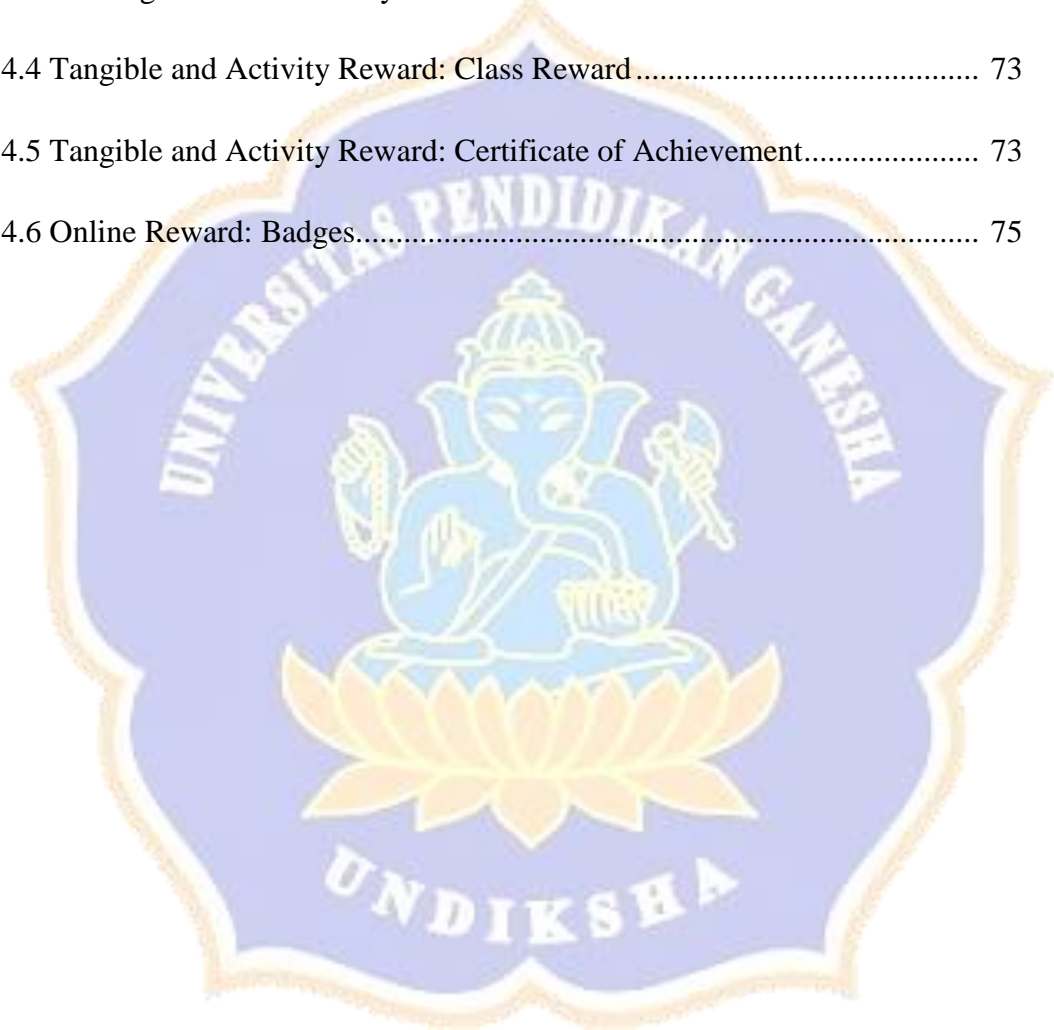 4.4 Tangible and Activity Reward: Class Reward........................................ 73
4.5 Tangible and Activity Reward: Certificate of Achievement...................... 73
4.6 Online Reward: Badges.............................................................................. 75
UNIVERSITAS PENDIDIKAN GANESHA
UNDIKSHA